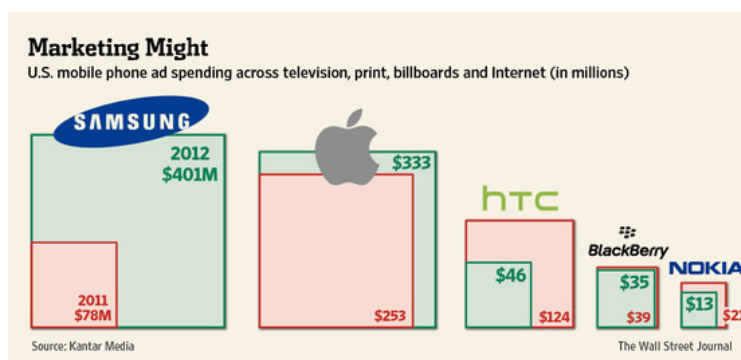 Marketing Might
U.S. mobile phone ad spending across television, print, billboards and Internet (in millions)
SAMSUNG
2012
$401M
2011
$78M
$333
$253
hTC
$46
$124
BlackBerry
$35
$39
NOKIA
$13
Source: Kantar Media
The Wall Street Journal